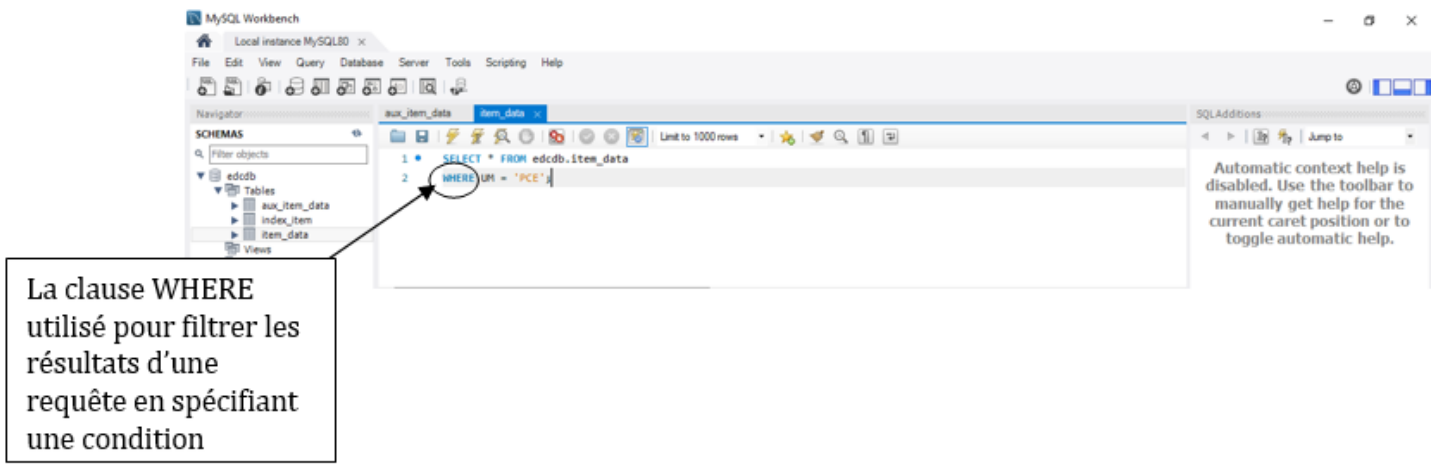 MySQL Workbench
Local instance MySQL80 ×
File Edit View Query Database Server Tools Scripting Help
Navigator
SCHEMAS
Filter objects
edcdb
Tables
aux_item_data
index_item
item_data
Views
aux_item_data item_data ×
Limit to 1000 rows
1 SELECT * FROM edcdb.item_data
2 WHERE UM = 'PCE';
SQLAdditions
Jump to
Automatic context help is
disabled. Use the toolbar to
manually get help for the
current caret position or to
toggle automatic help.
La clause WHERE
utilisé pour filtrer les
résultats d'une
requête en spécifiant
une condition